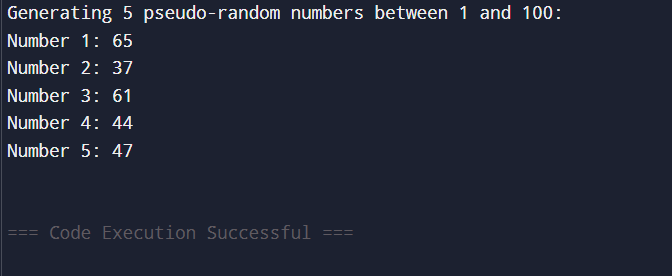 Generating 5 pseudo-random numbers between 1 and 100:
Number 1: 65
Number 2: 37
Number 3: 61
Number 4: 44
Number 5: 47
=== Code Execution Successful ===